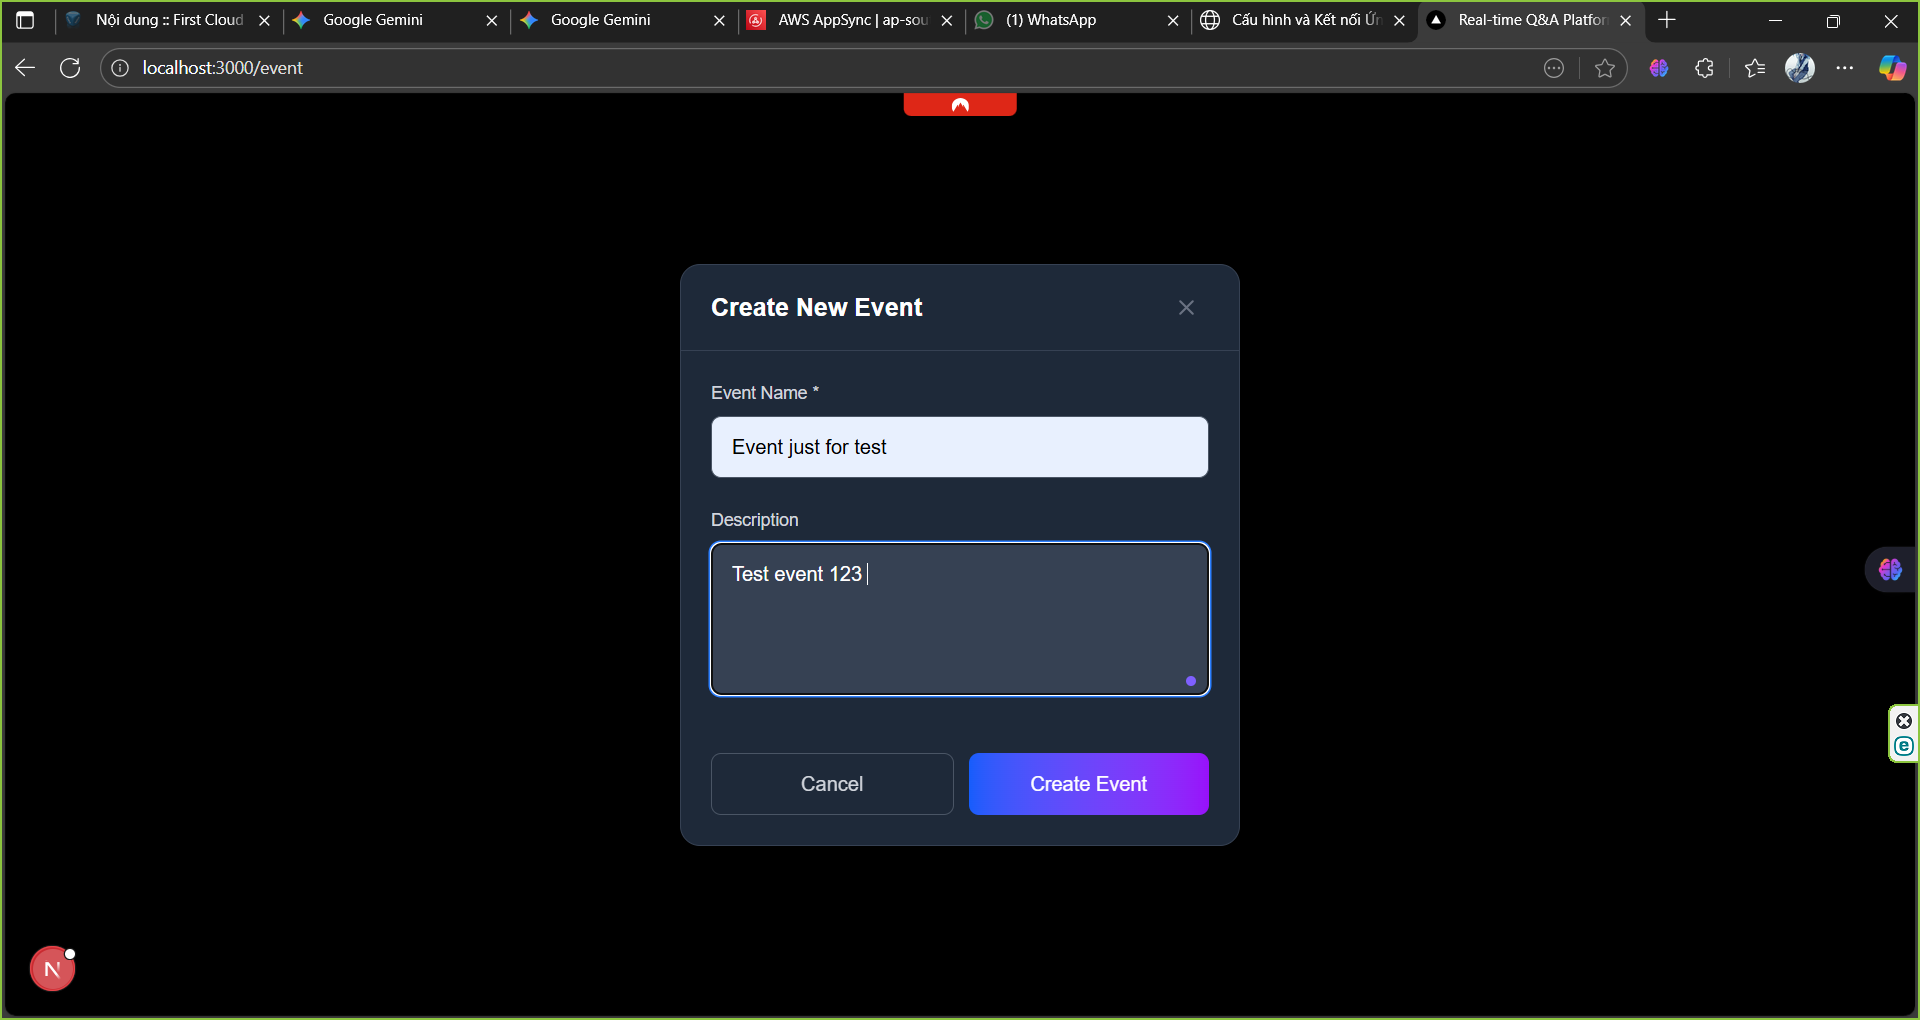 Nội dung :: First Cloud
Google Gemini
Google Gemini
AWS AppSync | ap-sou
(1) WhatsApp
Cấu hình và Kết nối Ứn
Real-time Q&A Platfor
localhost:3000/event
Create New Event
Event Name *
Event just for test
Description
Test event 123
Cancel
Create Event
N